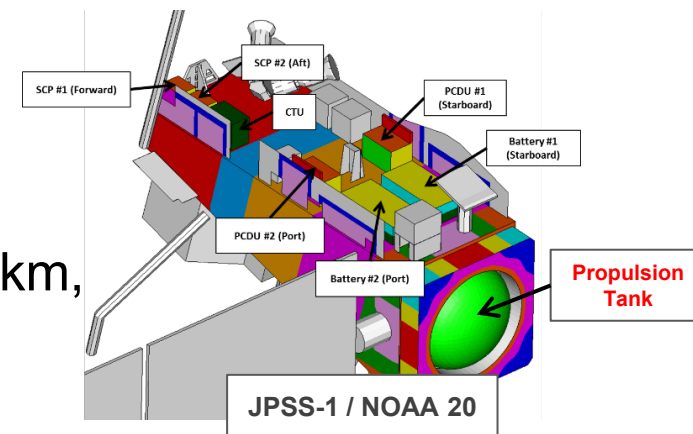 SCP #2 (Aft)
SCP #1 (Forward)
CTU
PCDU #1
(Starboard)
Battery #1
(Starboard)
PCDU #2 (Port)
km,
Battery #2 (Port)
Propulsion
Tank
JPSS-1 / NOAA 20